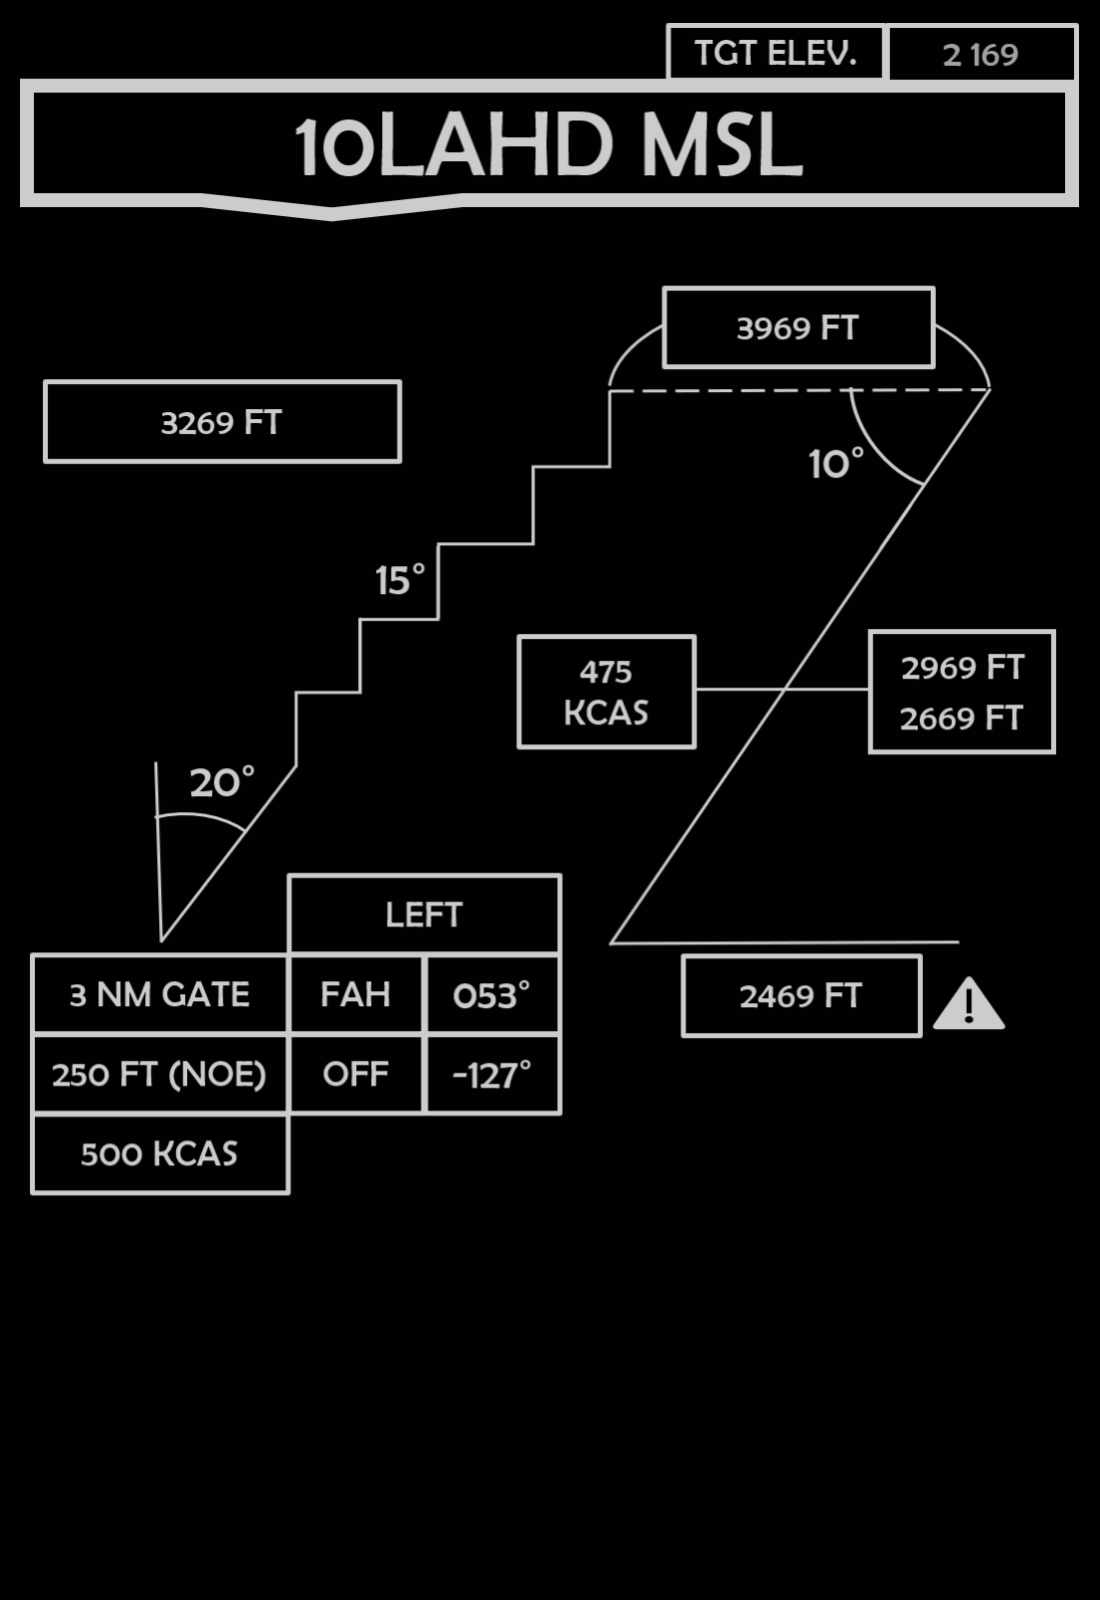 TGT ELEV.
2 169
10LAHD MSL
3969 FT
3269 FT
10°
15°
475
KCAS
2969 FT
2669 FT
20°
LEFT
3 NM GATE FAH 053°
250 FT (NOE) OFF -127°
500 KCAS
2469 FT
!